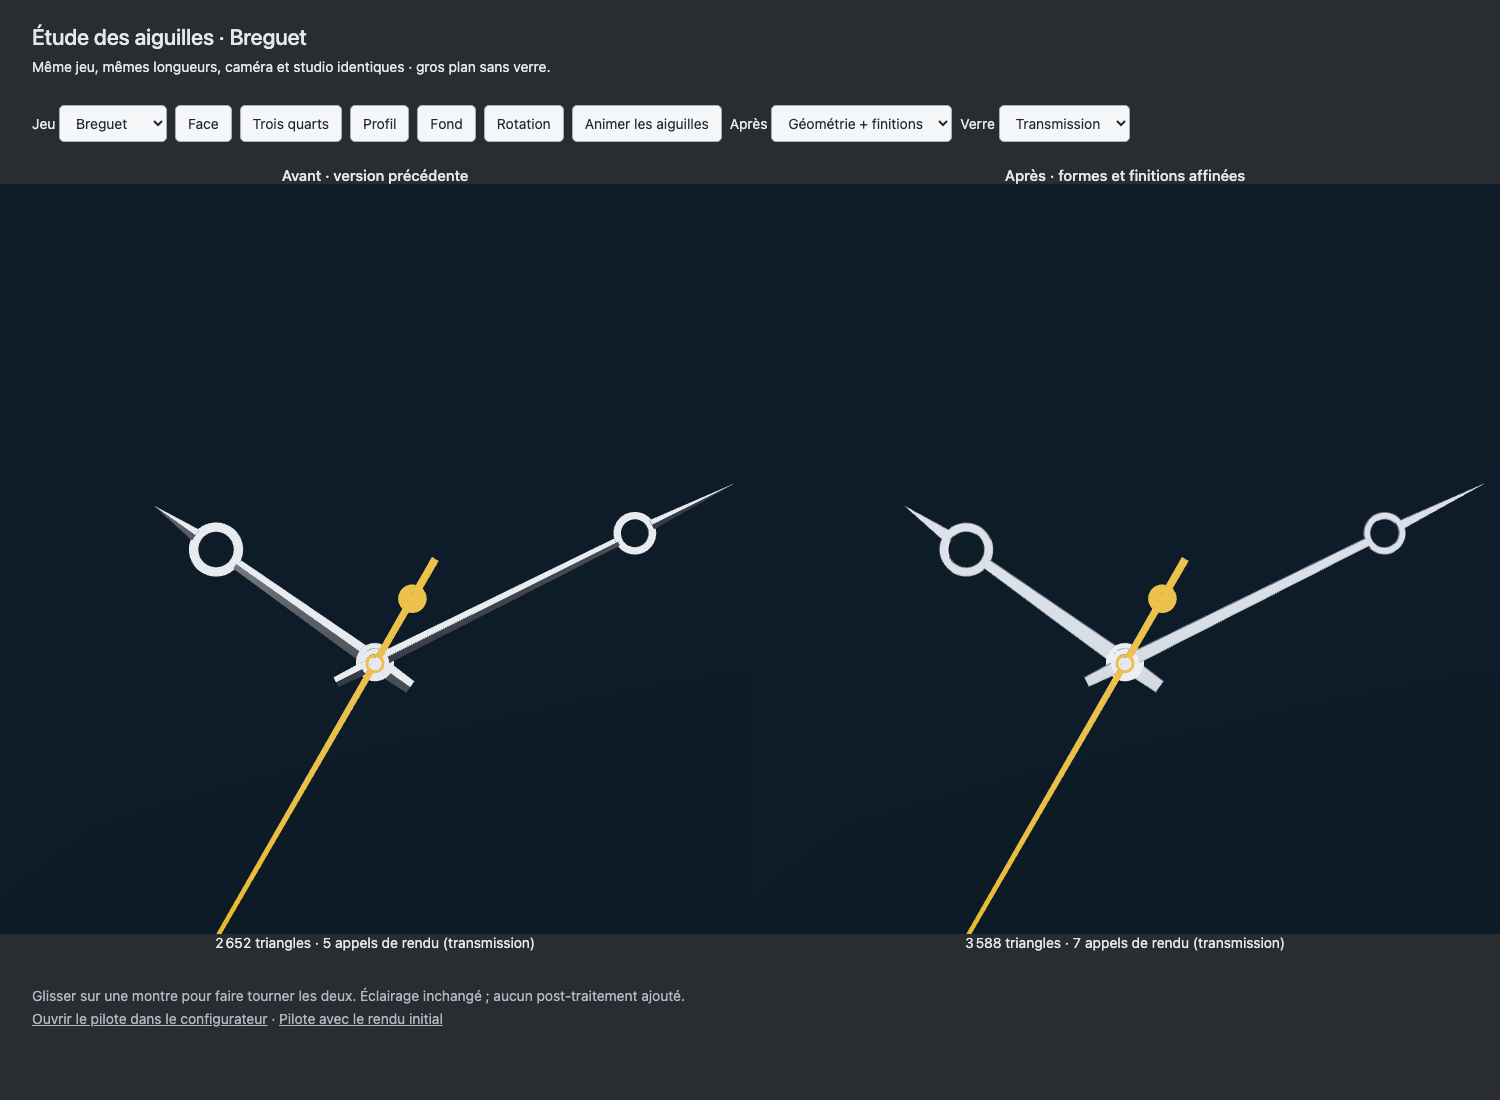 Étude des aiguilles · Breguet
Même jeu, mêmes longueurs, caméra et studio identiques · gros plan sans verre.
Jeu Breguet Face Trois quarts Profil Fond Rotation Animer les aiguilles Après Géométrie + finitions Verre Transmission
Avant · version précédente
Après · formes et finitions affinées
2 652 triangles · 5 appels de rendu (transmission)
3 588 triangles · 7 appels de rendu (transmission)
Glisser sur une montre pour faire tourner les deux. Éclairage inchangé ; aucun post-traitement ajouté.
Ouvrir le pilote dans le configurateur · Pilote avec le rendu initial